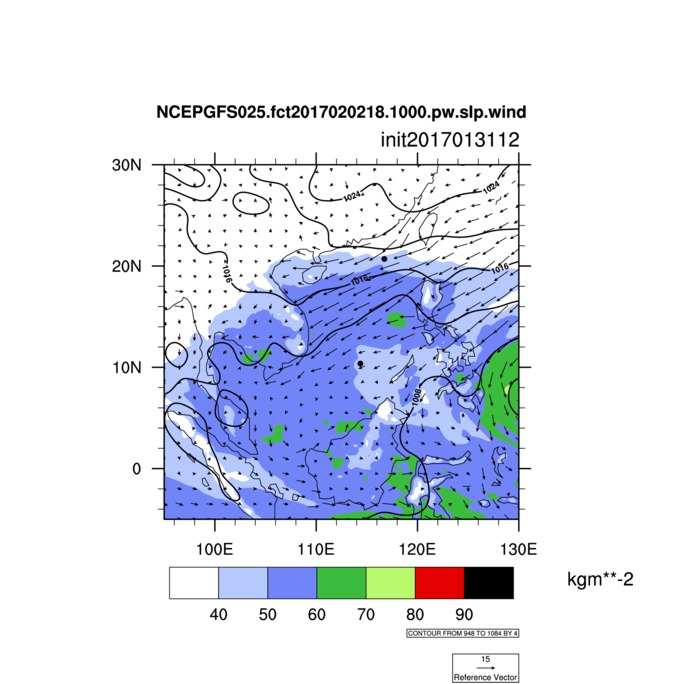 NCEPGFS025.fct2017020218.1000.pw.slp.wind
init2017013112
30N
1024
1024
20N
1016
1016
1016
10N
1008
0
100E 110E 120E 130E
kgm**-2
40 50 60 70 80 90
CONTOUR FROM 948 TO 1084 BY 4
15
Reference Vector